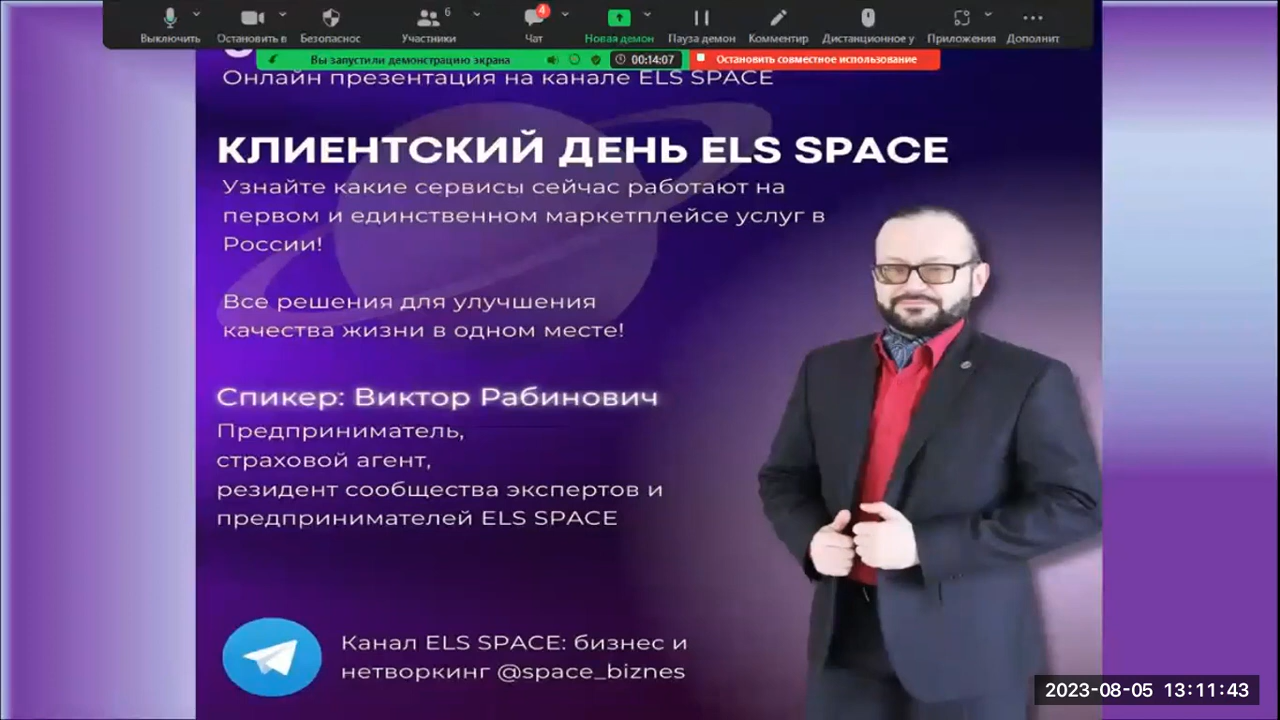 6
4
Выключить Остановить в Безопаснос Участники Чат Новая демон Пауза демон Комментир Дистанционное у Приложения Дополнит
Вы запустили демонстрацию экрана 00:14:07 Остановить совместное использование
Онлайн презентация на канале ELS SPACE
КЛИЕНТСКИЙ ДЕНЬ ELS SPACE
Узнайте какие сервисы сейчас работают на
первом и единственном маркетплейсе услуг в
России!
Все решения для улучшения
качества жизни в одном месте!
Спикер: Виктор Рабинович
Предприниматель,
страховой агент,
резидент сообщества экспертов и
предпринимателей ELS SPACE
Канал ELS SPACE: бизнес и
нетворкинг @space_biznes
2023-08-05 13:11:43